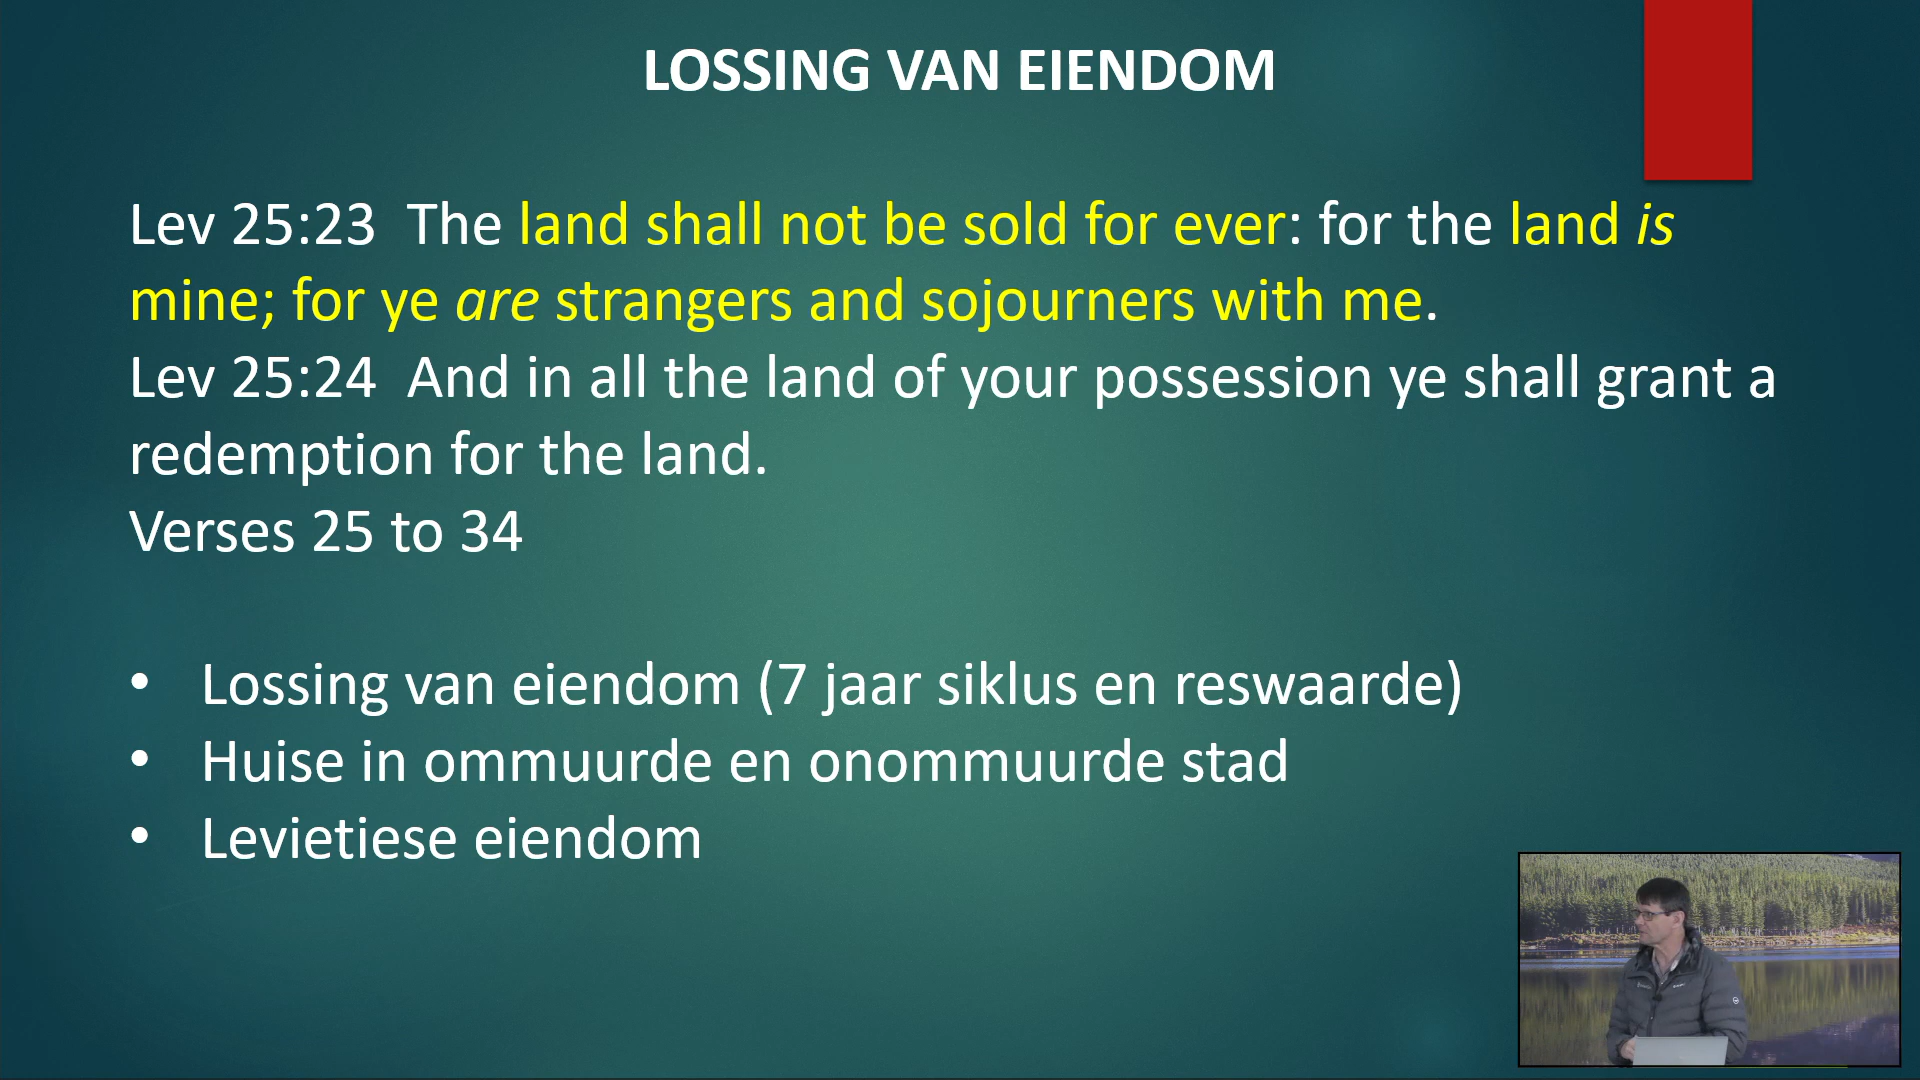 LOSSING VAN EIENDOM
Lev 25:23  The land shall not be sold for ever: for the land is
mine; for ye are strangers and sojourners with me.
Lev 25:24  And in all the land of your possession ye shall grant a
redemption for the land.
Verses 25 to 34
• Lossing van eiendom (7 jaar siklus en reswaarde)
• Huise in ommuurde en onommuurde stad
• Levietiese eiendom